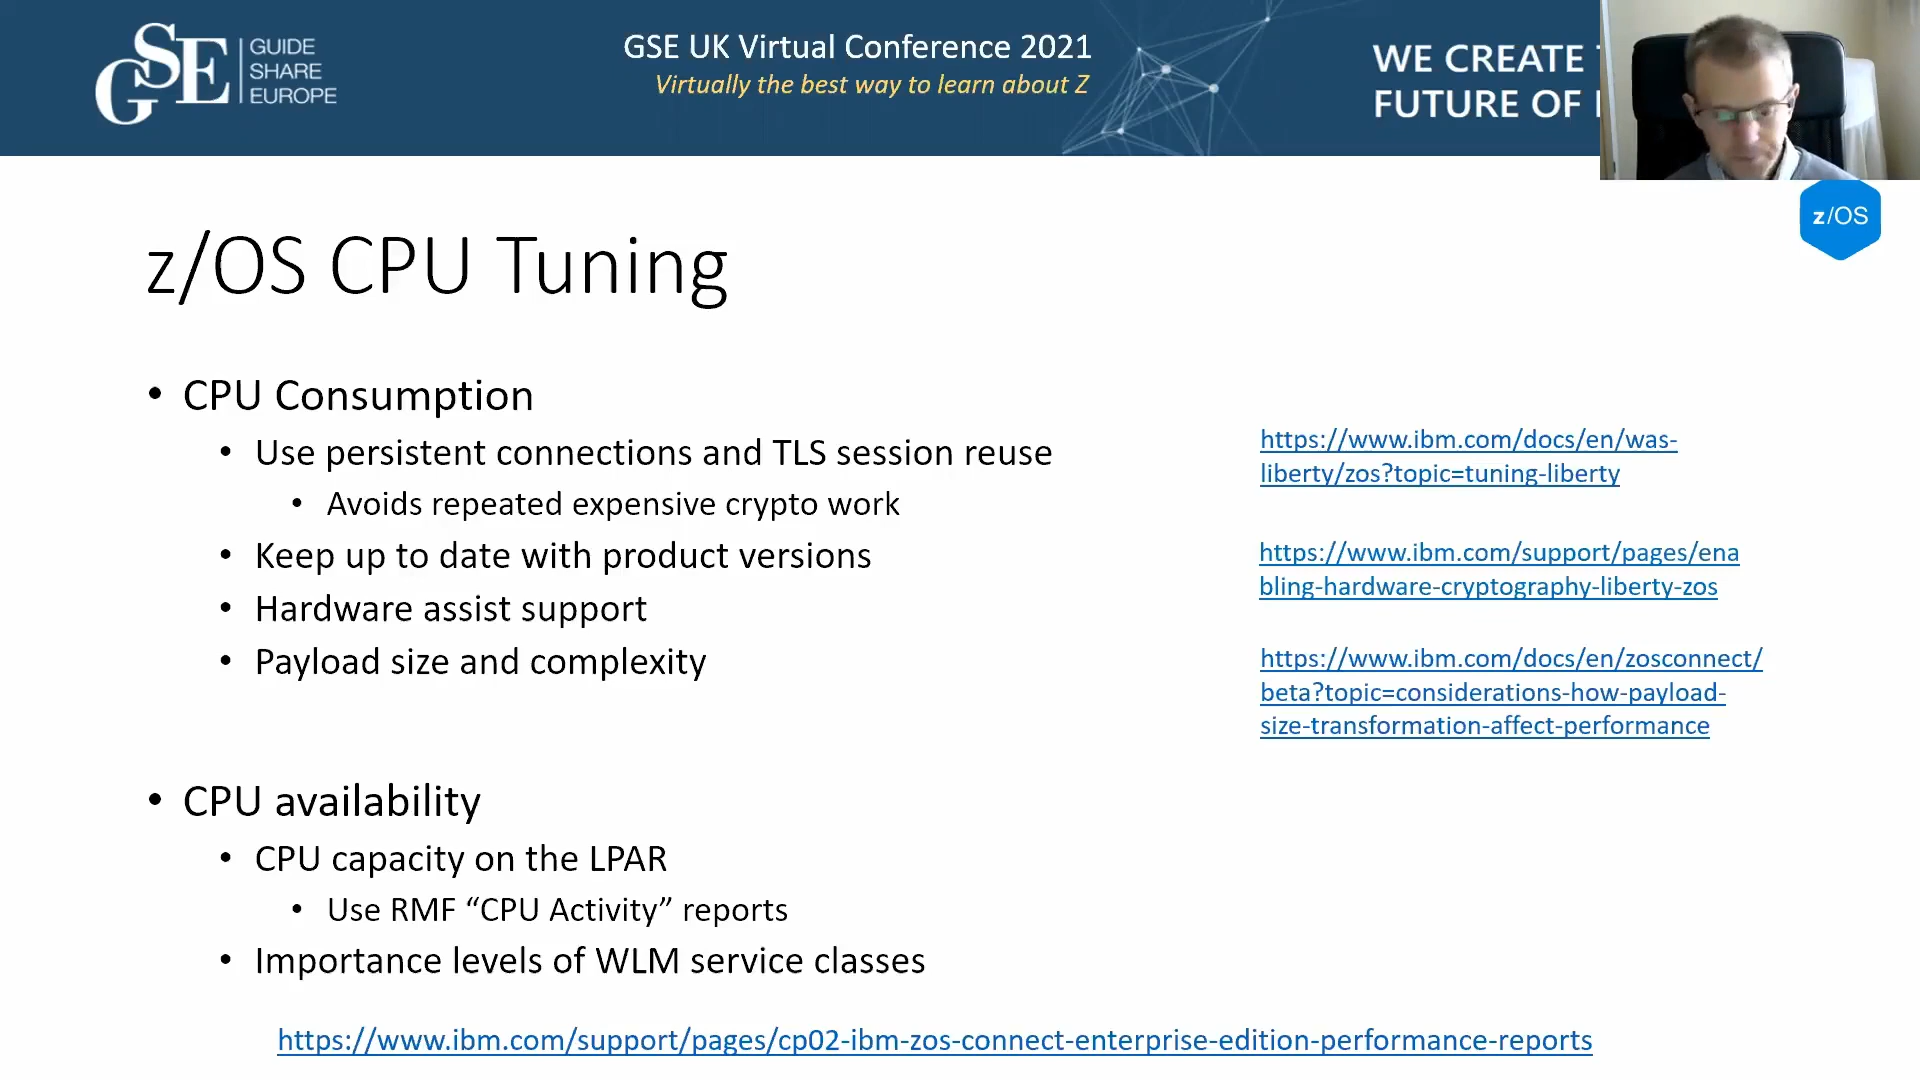 GSE
GUIDE
SHARE
EUROPE
GSE UK Virtual Conference 2021
Virtually the best way to learn about Z
WE CREATE
FUTURE OF
z/OS
z/OS CPU Tuning
• CPU Consumption
• Use persistent connections and TLS session reuse
• Avoids repeated expensive crypto work
• Keep up to date with product versions
• Hardware assist support
• Payload size and complexity
https://www.ibm.com/docs/en/was-
liberty/zos?topic=tuning-liberty
https://www.ibm.com/support/pages/ena
bling-hardware-cryptography-liberty-zos
https://www.ibm.com/docs/en/zosconnect/
beta?topic=considerations-how-payload-
size-transformation-affect-performance
• CPU availability
• CPU capacity on the LPAR
• Use RMF “CPU Activity” reports
• Importance levels of WLM service classes
https://www.ibm.com/support/pages/cp02-ibm-zos-connect-enterprise-edition-performance-reports